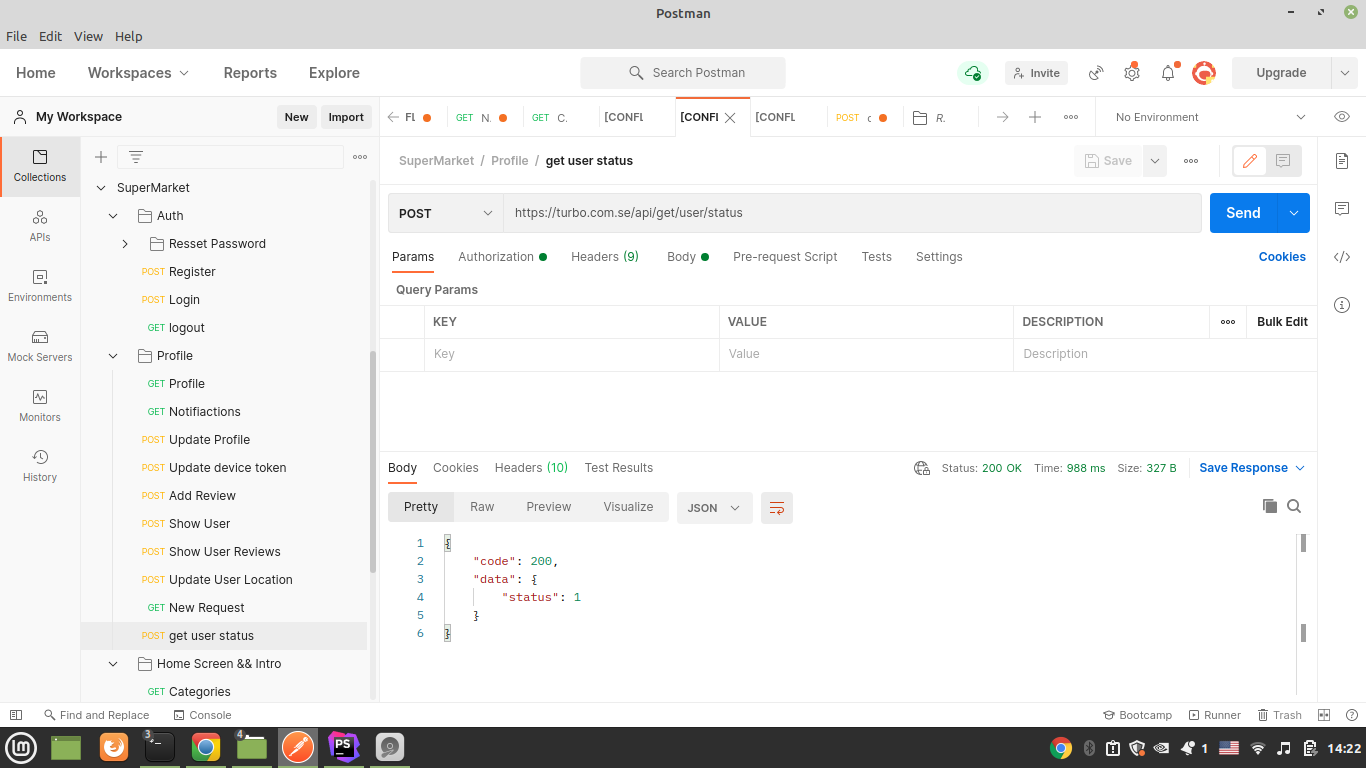 Postman
File Edit View Help
Home Workspaces Reports Explore Search Postman Invite Upgrade
My Workspace New Import
FL GET N. GET C. [CONFL [CONFI [CONFL POST R. No Environment
Collections
APIs
Environments
Mock Servers
Monitors
History
SuperMarket
Auth
Resset Password
POST Register
POST Login
GET logout
Profile
GET Profile
GET Notifiactions
POST Update Profile
POST Update device token
POST Add Review
POST Show User
POST Show User Reviews
POST Update User Location
GET New Request
POST get user status
Home Screen && Intro
GET Categories
SuperMarket / Profile / get user status Save
POST https://turbo.com.se/api/get/user/status Send
Params Authorization Headers (9) Body Pre-request Script Tests Settings Cookies
Query Params
KEY VALUE DESCRIPTION Bulk Edit
Key Value Description
Body Cookies Headers (10) Test Results Status: 200 OK Time: 988 ms Size: 327 B Save Response
Pretty Raw Preview Visualize JSON
1 {
2 "code": 200,
3 "data": {
4 "status": 1
5 }
6 }
Find and Replace Console Bootcamp Runner Trash
3 4 PS 1 14:22